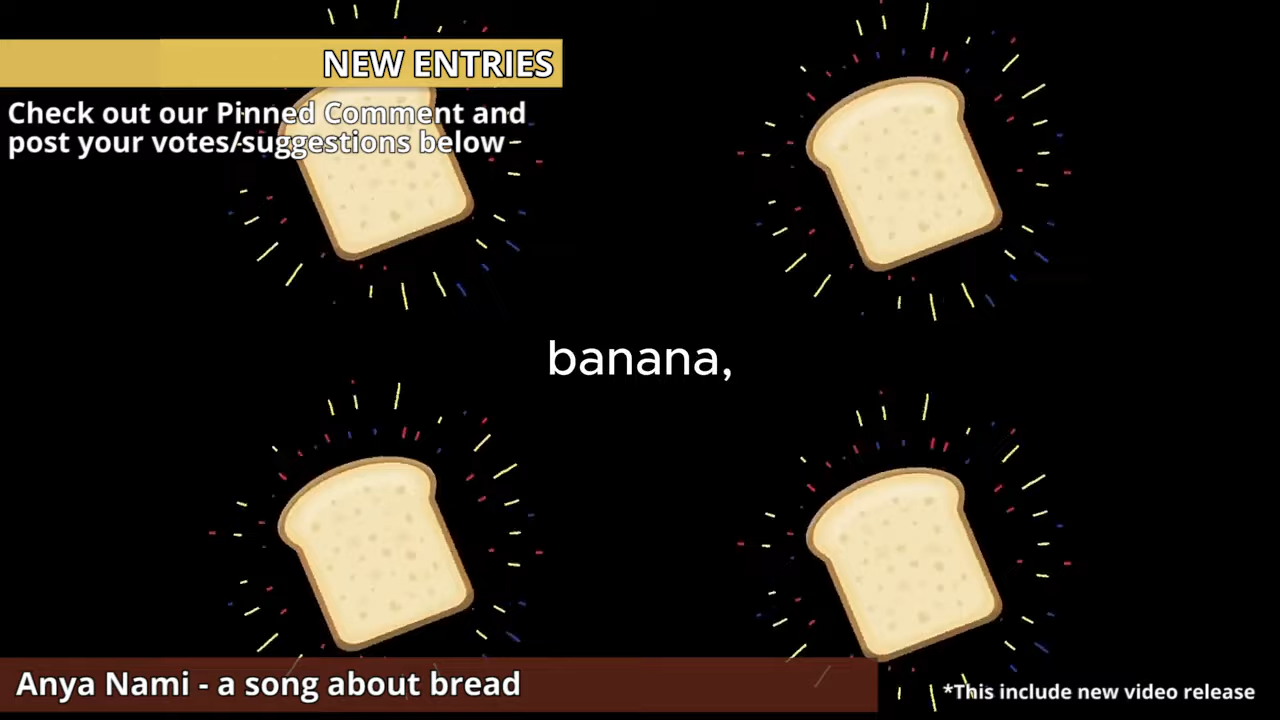 NEW ENTRIES
Check out our Pinned Comment and
post your votes/suggestions below
banana,
Anya Nami - a song about bread
*This include new video release